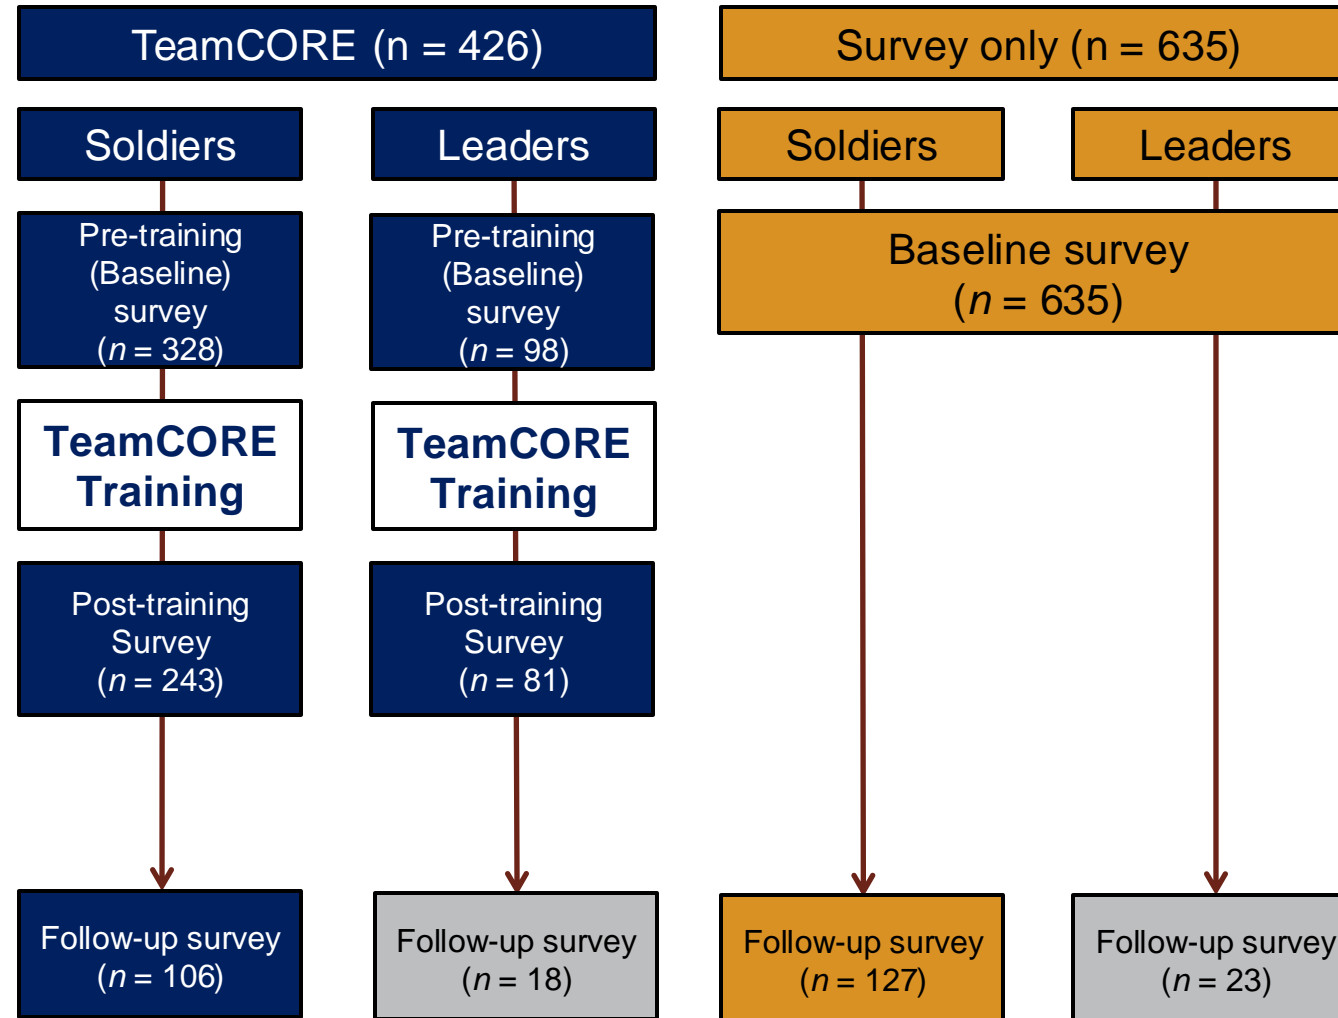 TeamCORE (n = 426)
Survey only (n = 635)
Soldiers
Leaders
Soldiers
Leaders
Pre-training
(Baseline)
survey
(n = 328)
Pre-training
(Baseline)
survey
(n = 98)
Baseline survey
(n = 635)
TeamCORE
Training
TeamCORE
Training
Post-training
Survey
(n = 243)
Post-training
Survey
(n = 81)
Follow-up survey
(n = 106)
Follow-up survey
(n = 18)
Follow-up survey
(n = 127)
Follow-up survey
(n = 23)